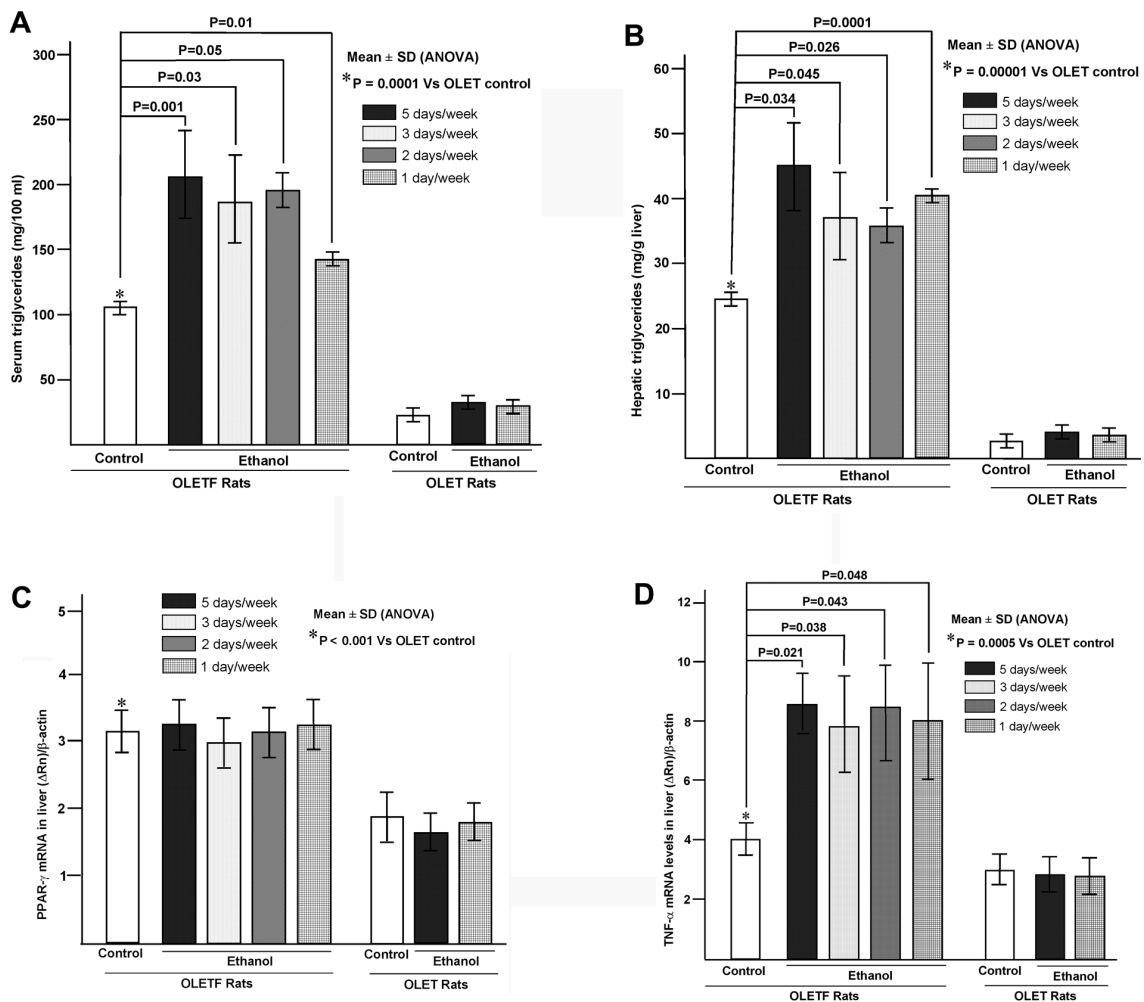 A
P=0.01
P=0.05
P=0.03
P=0.001
Mean ± SD (ANOVA)
*P = 0.0001 Vs OLET control
5 days/week
3 days/week
2 days/week
1 day/week
Serum triglycerides (mg/100 ml)
300
250
200
150
100
50
*
Control
Ethanol
OLETF Rats
Control
Ethanol
OLET Rats
B
P=0.0001
P=0.026
P=0.045
P=0.034
Mean ± SD (ANOVA)
*P = 0.00001 Vs OLET control
5 days/week
3 days/week
2 days/week
1 day/week
Hepatic triglycerides (mg/g liver)
60
50
40
30
20
10
*
Control
Ethanol
OLETF Rats
Control
Ethanol
OLET Rats
C
5 days/week
3 days/week
2 days/week
1 day/week
Mean ± SD (ANOVA)
*P < 0.001 Vs OLET control
PPAR-γ mRNA in liver (ΔRn)/β-actin
5
4
3
2
1
*
Control
Ethanol
OLETF Rats
Control
Ethanol
OLET Rats
D
P=0.048
P=0.043
P=0.038
P=0.021
Mean ± SD (ANOVA)
*P = 0.0005 Vs OLET control
5 days/week
3 days/week
2 days/week
1 day/week
TNF-α mRNA levels in liver (ΔRn)/β-actin
12
10
8
6
4
2
*
Control
Ethanol
OLETF Rats
Control
Ethanol
OLET Rats